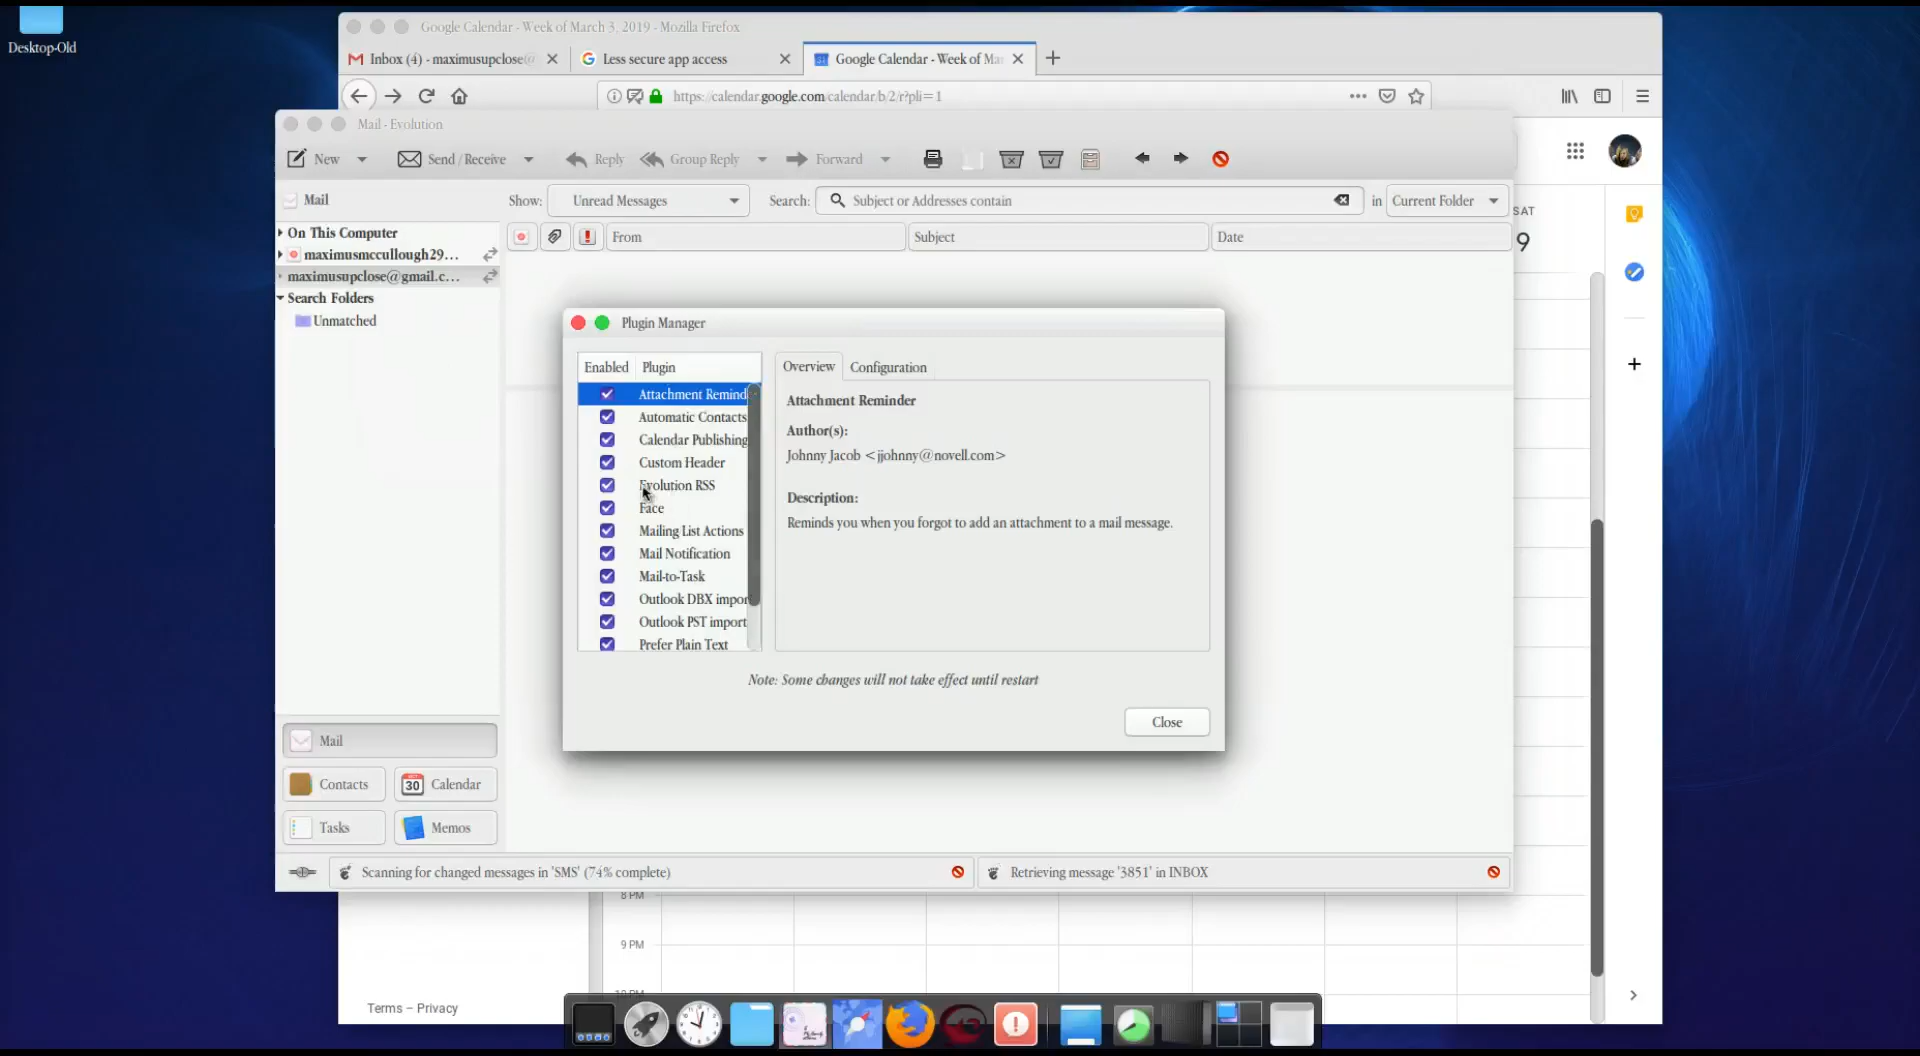 Desktop-Old
Google Calendar - Week of March 3, 2019 - Mozilla Firefox
Inbox (4) - maximusupclose@
Less secure app access
Google Calendar - Week of Ma
https://calendar.google.com/calendar/b/2/r?pli=1
Mail - Evolution
New
Send / Receive
Reply
Group Reply
Forward
Mail
Show:
Unread Messages
Search:
Subject or Addresses contain
in
Current Folder
SAT
9
From
Subject
Date
On This Computer
maximusmccullough29...
maximusupclose@gmail.c...
Search Folders
Unmatched
Plugin Manager
Enabled
Plugin
Overview
Configuration
Attachment Remind
Automatic Contacts
Calendar Publishing
Custom Header
Evolution RSS
Face
Mailing List Actions
Mail Notification
Mail-to-Task
Outlook DBX impor
Outlook PST import
Prefer Plain Text
Attachment Reminder
Author(s):
Johnny Jacob <jjohnny@novell.com>
Description:
Reminds you when you forgot to add an attachment to a mail message.
Note: Some changes will not take effect until restart
Close
Mail
Contacts
30
Calendar
Tasks
Memos
Scanning for changed messages in 'SMS' (74% complete)
Retrieving message '3851' in INBOX
8 PM
9 PM
10 PM
Terms – Privacy